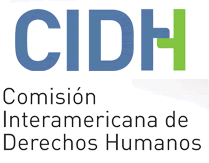 CIDH
Comisión
Interamericana de
Derechos Humanos